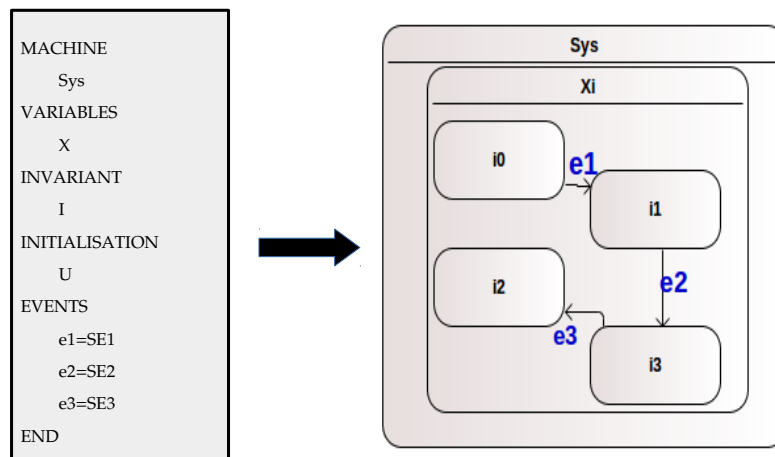 MACHINE
Sys
VARIABLES
X
INVARIANT
I
INITIALISATION
U
EVENTS
e1=SE1
e2=SE2
e3=SE3
END
Sys
Xi
i0
e1
i1
i2
e2
e3
i3